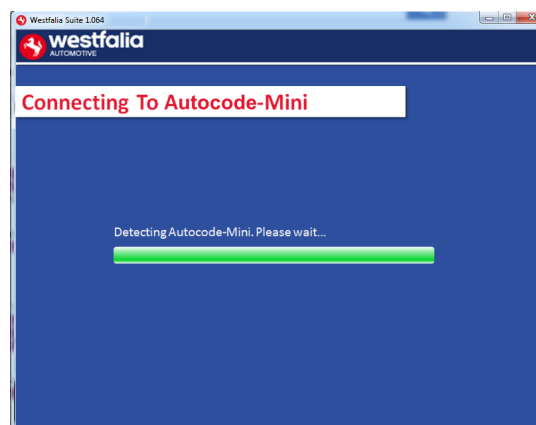 Westfalia Suite 1.064
westfalia
AUTOMOTIVE
Connecting To Autocode-Mini
Detecting Autocode-Mini. Please wait...